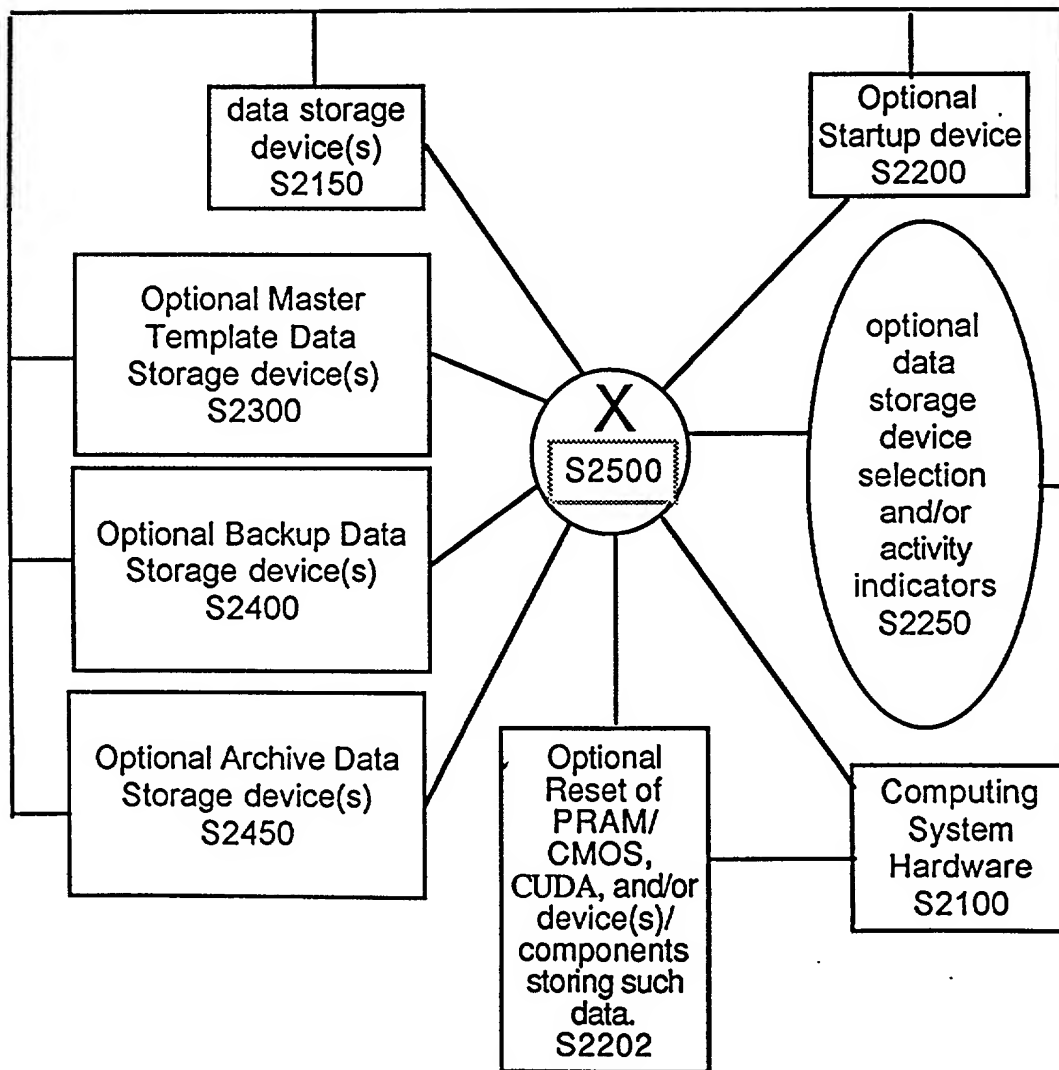 data storage
device(s)
S2150
Optional
Startup device
S2200
Optional Master
Template Data
Storage device(s)
S2300
X
S2500
optional
data
storage
device
selection
and/or
activity
indicators
S2250
Optional Backup Data
Storage device(s)
S2400
Optional Archive Data
Storage device(s)
S2450
Optional
Reset of
PRAM/
CMOS,
CUDA, and/or
device(s)/
components
storing such
data.
S2202
Computing
System
Hardware
S2100